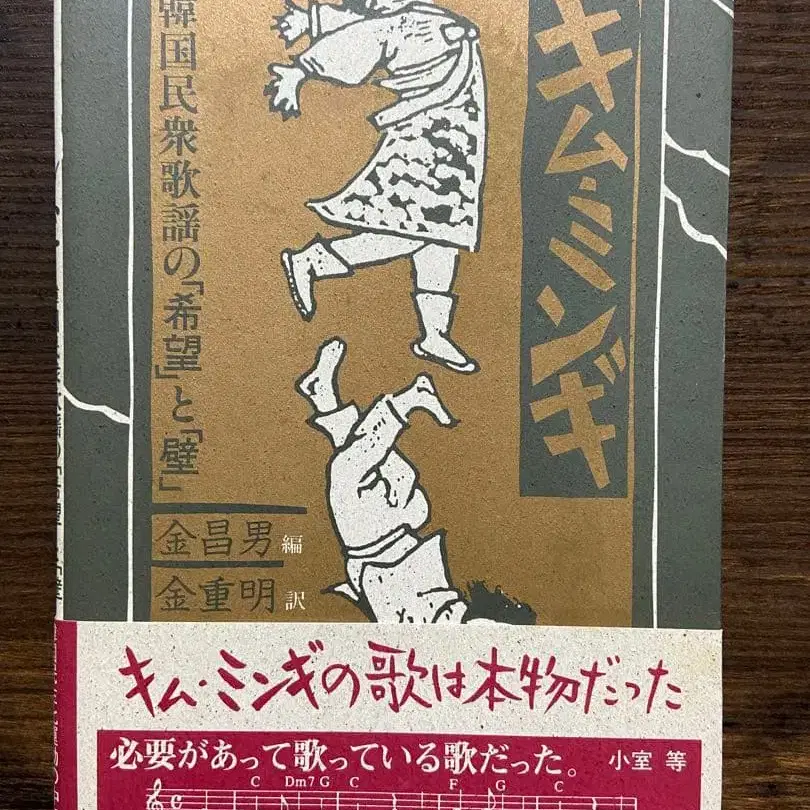 キム・ミンギ
韓国民衆歌謡の「希望」と「壁」
金昌男 編
金重明 訳
キム・ミンギの歌は本物だった
必要があって歌っている歌だった。 小室 等
C Dm7 G C F G C